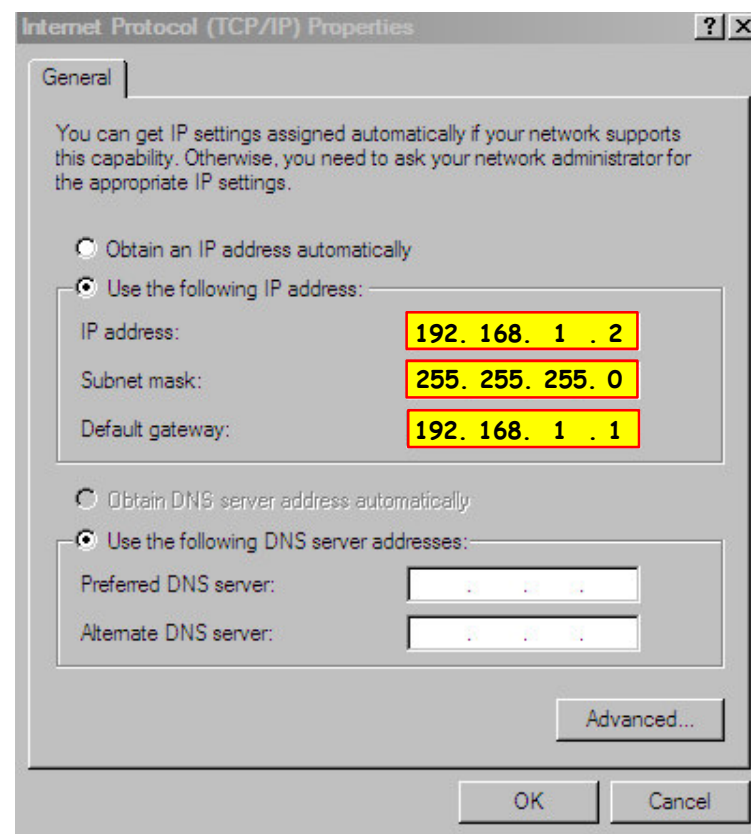 Internet Protocol (TCP/IP) Properties
General
You can get IP settings assigned automatically if your network supports
this capability. Otherwise, you need to ask your network administrator for
the appropriate IP settings.
Obtain an IP address automatically
Use the following IP address:
IP address: 192. 168. 1 . 2
Subnet mask: 255. 255. 255. 0
Default gateway: 192. 168. 1 . 1
Obtain DNS server address automatically
Use the following DNS server addresses:
Preferred DNS server: . . .
Alternate DNS server: . . .
Advanced...
OK Cancel